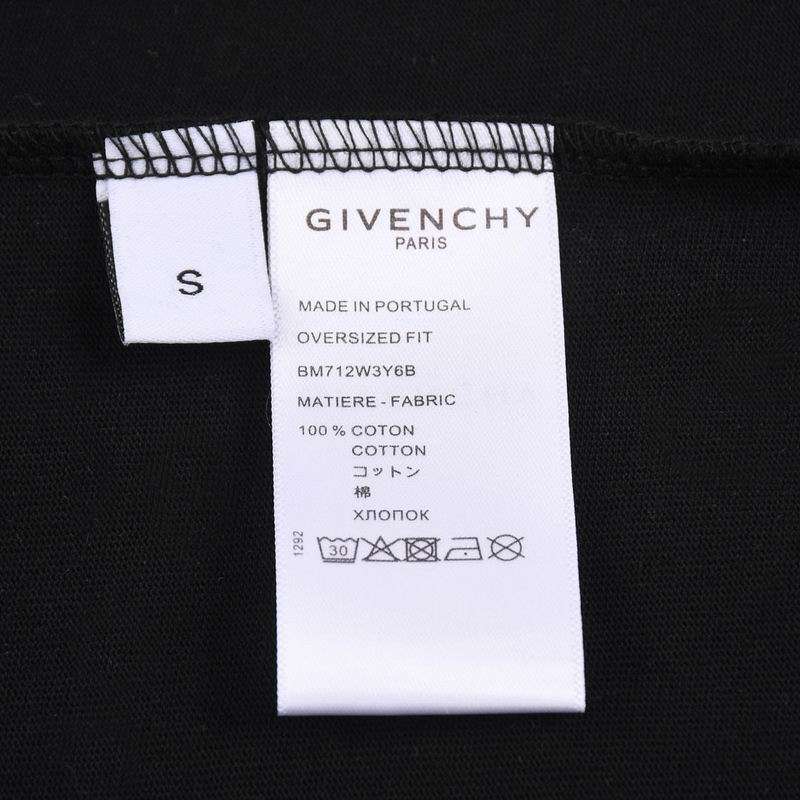 S
GIVENCHY
PARIS
MADE IN PORTUGAL
OVERSIZED FIT
BM712W3Y6B
MATIERE - FABRIC
100 % COTON
COTTON
コットン
棉
ХЛОПОК
1292
30